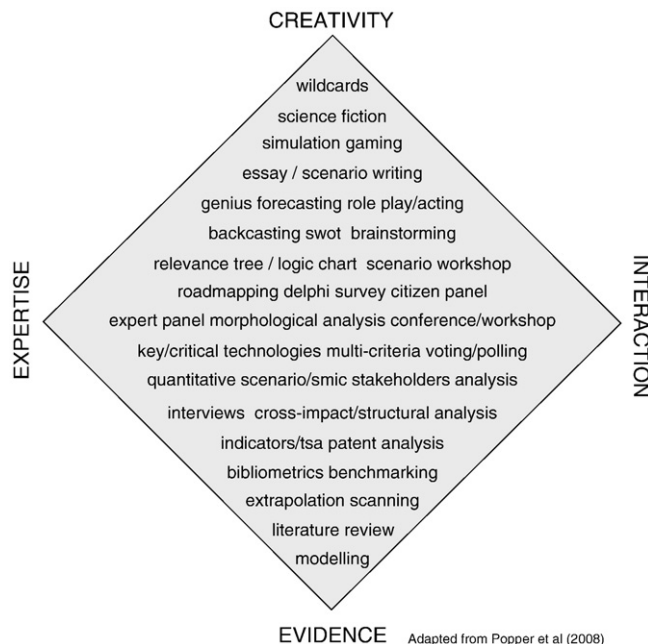 CREATIVITY
wildcards
science fiction
simulation gaming
essay / scenario writing
genius forecasting role play/acting
backcasting swot brainstorming
relevance tree / logic chart scenario workshop
roadmapping delphi survey citizen panel
expert panel morphological analysis conference/workshop
key/critical technologies multi-criteria voting/polling
quantitative scenario/smic stakeholders analysis
interviews cross-impact/structural analysis
indicators/tsa patent analysis
bibliometrics benchmarking
extrapolation scanning
literature review
modelling
EXPERTISE
INTERACTION
EVIDENCE
Adapted from Popper et al (2008)